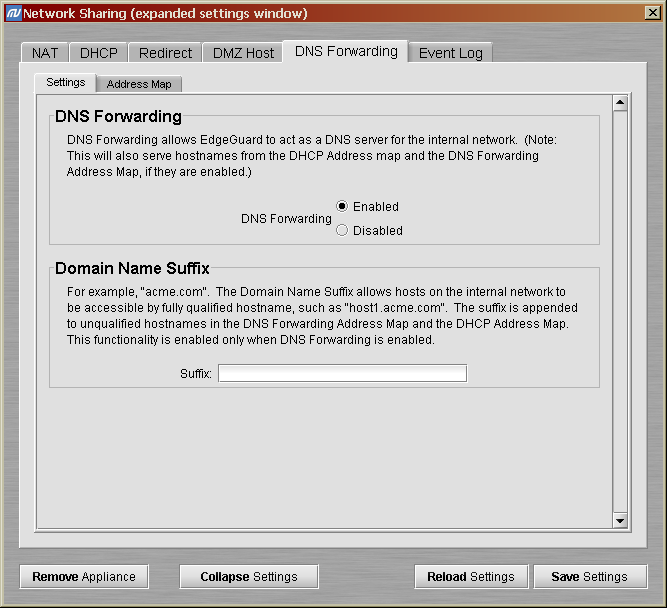 Network Sharing (expanded settings window)
NAT DHCP Redirect DMZ Host DNS Forwarding Event Log
Settings Address Map
DNS Forwarding
DNS Forwarding allows EdgeGuard to act as a DNS server for the internal network. (Note:
This will also serve hostnames from the DHCP Address map and the DNS Forwarding
Address Map, if they are enabled.)
Enabled
DNS Forwarding
Disabled
Domain Name Suffix
For example, "acme.com". The Domain Name Suffix allows hosts on the internal network to
be accessible by fully qualified hostname, such as "host1.acme.com". The suffix is appended
to unqualified hostnames in the DNS Forwarding Address Map and the DHCP Address Map.
This functionality is enabled only when DNS Forwarding is enabled.
Suffix:
Remove Appliance Collapse Settings Reload Settings Save Settings